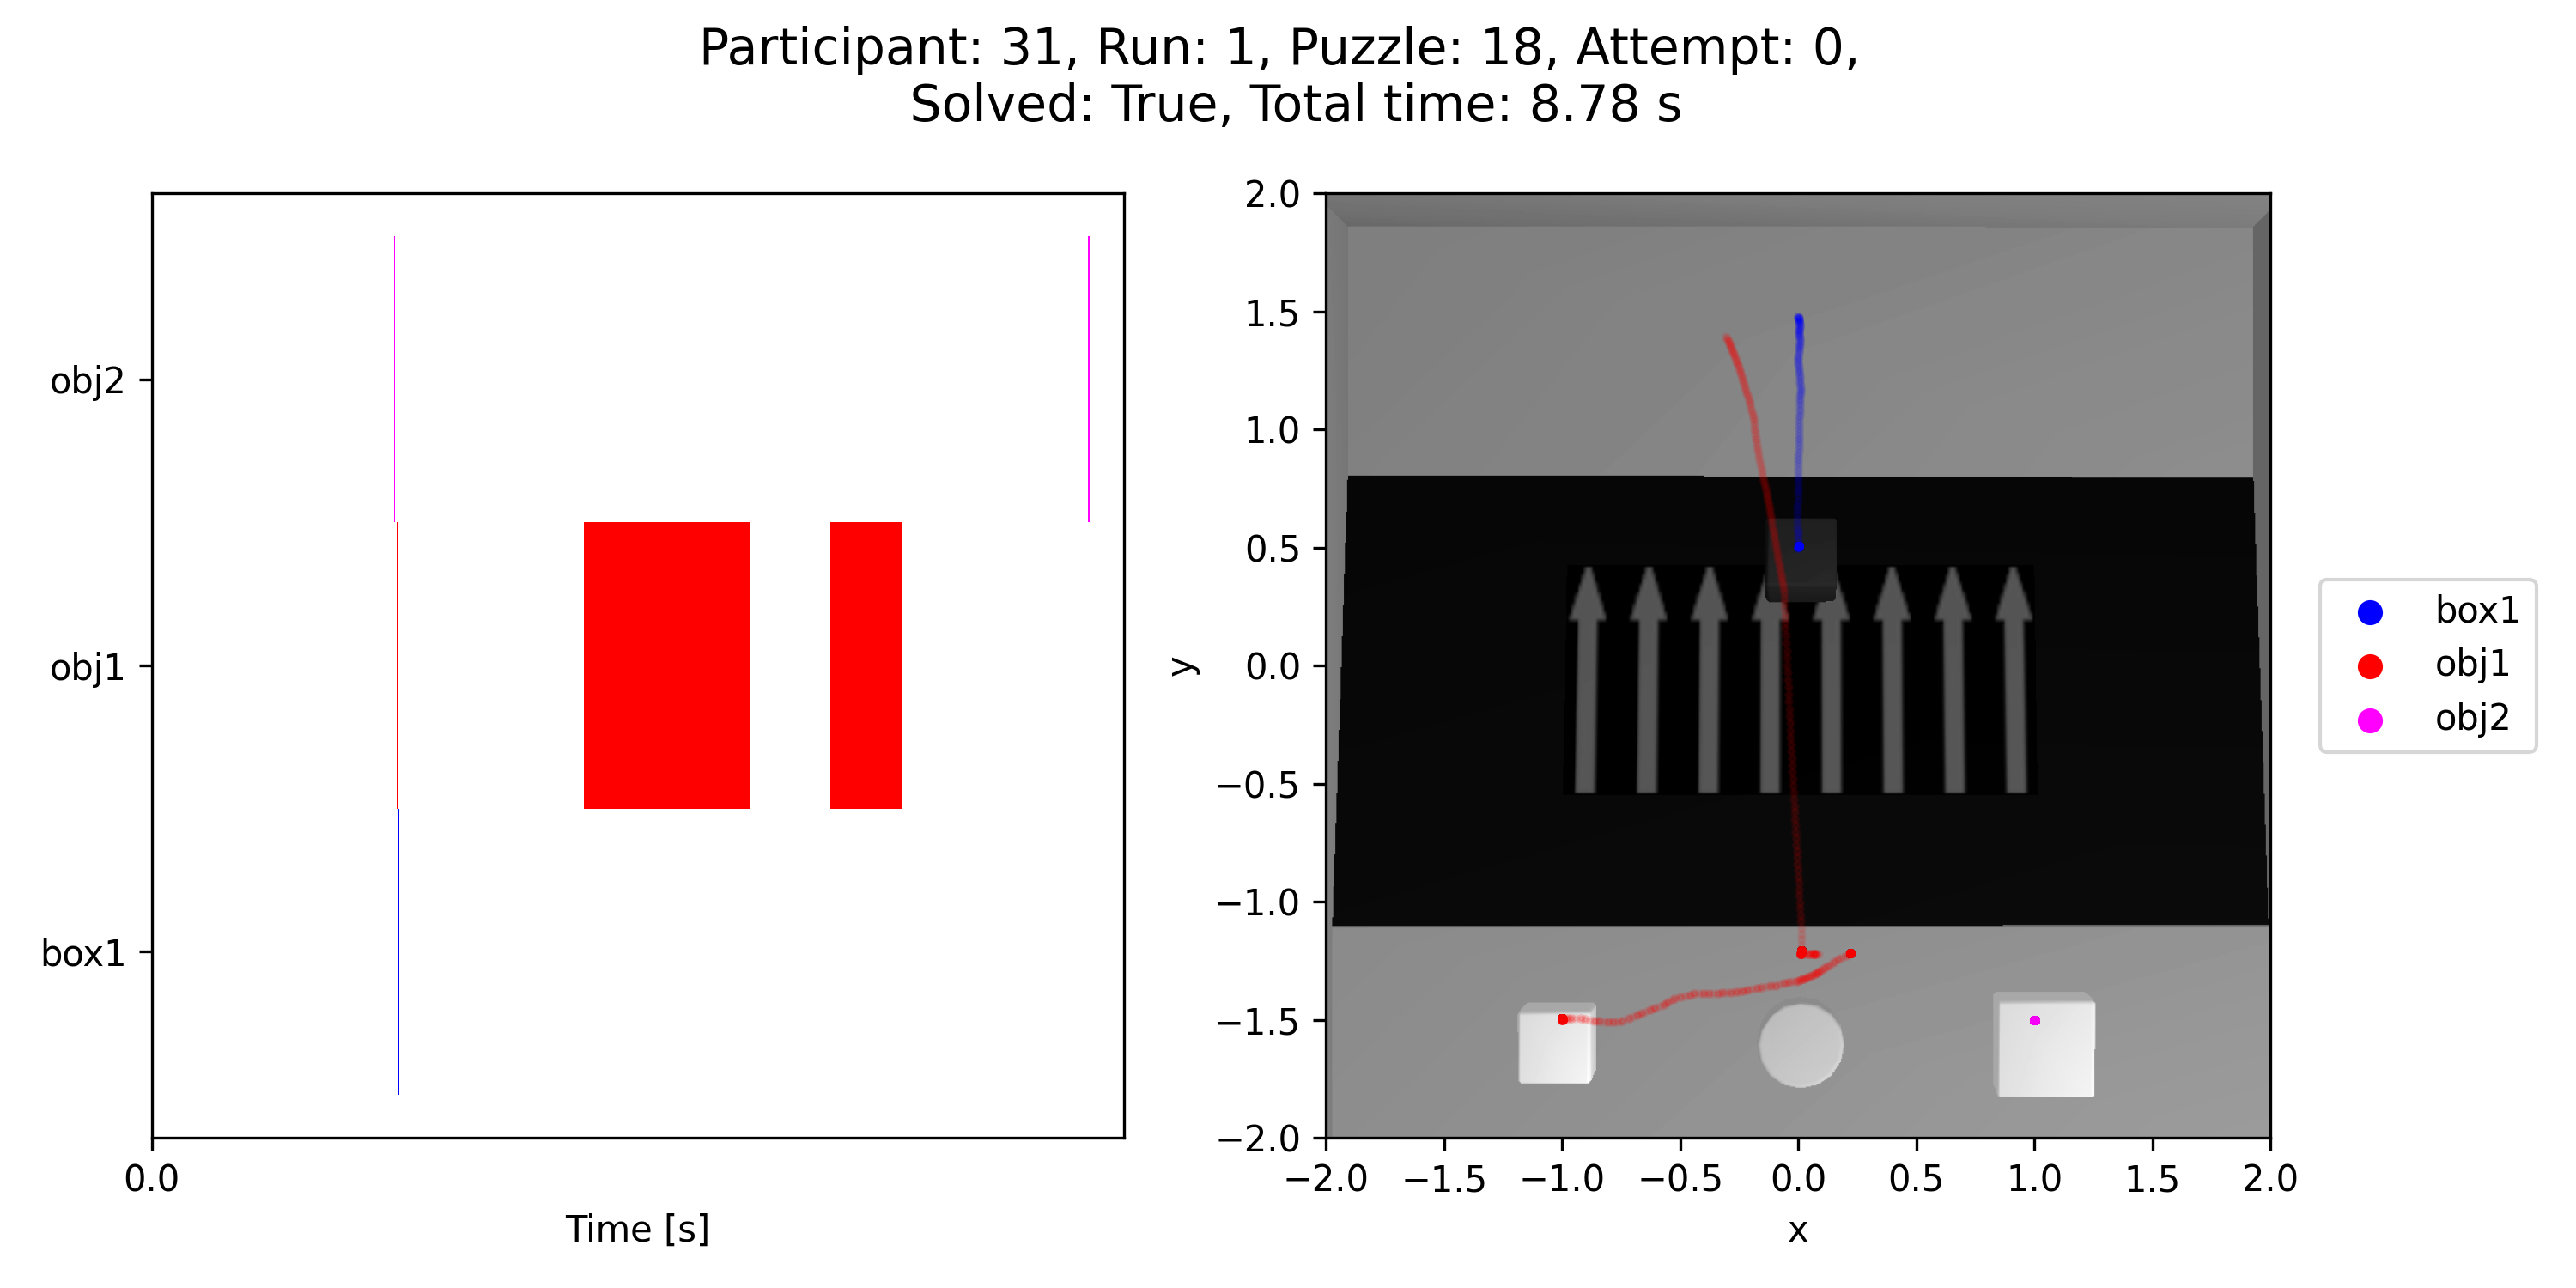 Participant: 31, Run: 1, Puzzle: 18, Attempt: 0,
Solved: True, Total time: 8.78 s
obj2
obj1
box1
0.0
Time [s]
2.0
1.5
1.0
0.5
0.0
−0.5
−1.0
−1.5
−2.0
y
−2.0 −1.5 −1.0 −0.5 0.0 0.5 1.0 1.5 2.0
x
box1
obj1
obj2